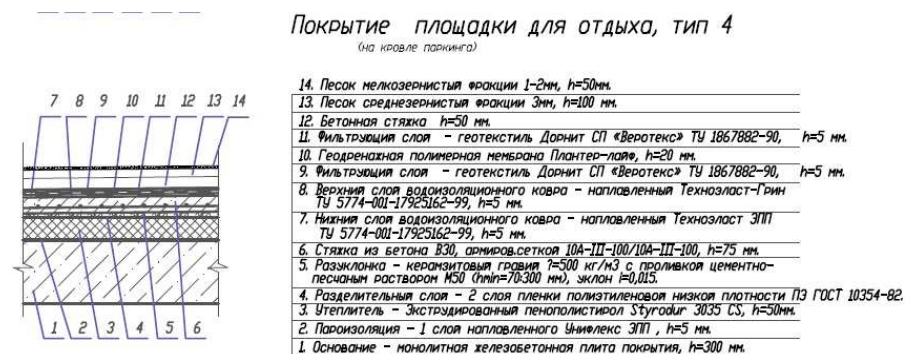 Покрытие площадки для отдыха, тип 4
(на кровле паркинга)
7 8 9 10 11 12 13 14
14. Песок мелкозернистый фракции 1-2мм, h=50мм.
13. Песок среднезернистый фракции 3мм, h=100 мм.
12. Бетонная стяжка h=50 мм.
11. Фильтрующий слой - геотекстиль Дорнит СП «Веротекс» ТУ 1867882-90, h=5 мм.
10. Геодренажная полимерная мембрана Плантер-лайф, h=20 мм.
9. Фильтрующий слой - геотекстиль Дорнит СП «Веротекс» ТУ 1867882-90, h=5 мм.
8. Верхний слой водоизоляционного ковра - наплавленный Техноэласт-Грин
ТУ 5774-001-17925162-99, h=5 мм.
7. Нижний слой водоизоляционного ковра - наплавленный Техноэласт ЭПП
ТУ 5774-001-17925162-99, h=5 мм.
6. Стяжка из бетона В30, армиров.сеткой 10А-III-100/10А-III-100, h=75 мм.
5. Разуклонка - керамзитовый гравий ?=500 кг/м3 с проливкой цементно-
песчаным раствором М50 (hmin=70:300 мм), уклон i=0,015.
4. Разделительный слой - 2 слоя пленки полиэтиленовой низкой плотности ПЭ ГОСТ 10354-82.
3. Утеплитель - Экструдированный пенополистирол Styrodur 3035 CS, h=50мм.
2. Пароизоляция - 1 слой наплавленного Унифлекс ЭПП , h=5 мм.
1. Основание - монолитная железобетонная плита покрытия, h=300 мм.
1 2 3 4 5 6